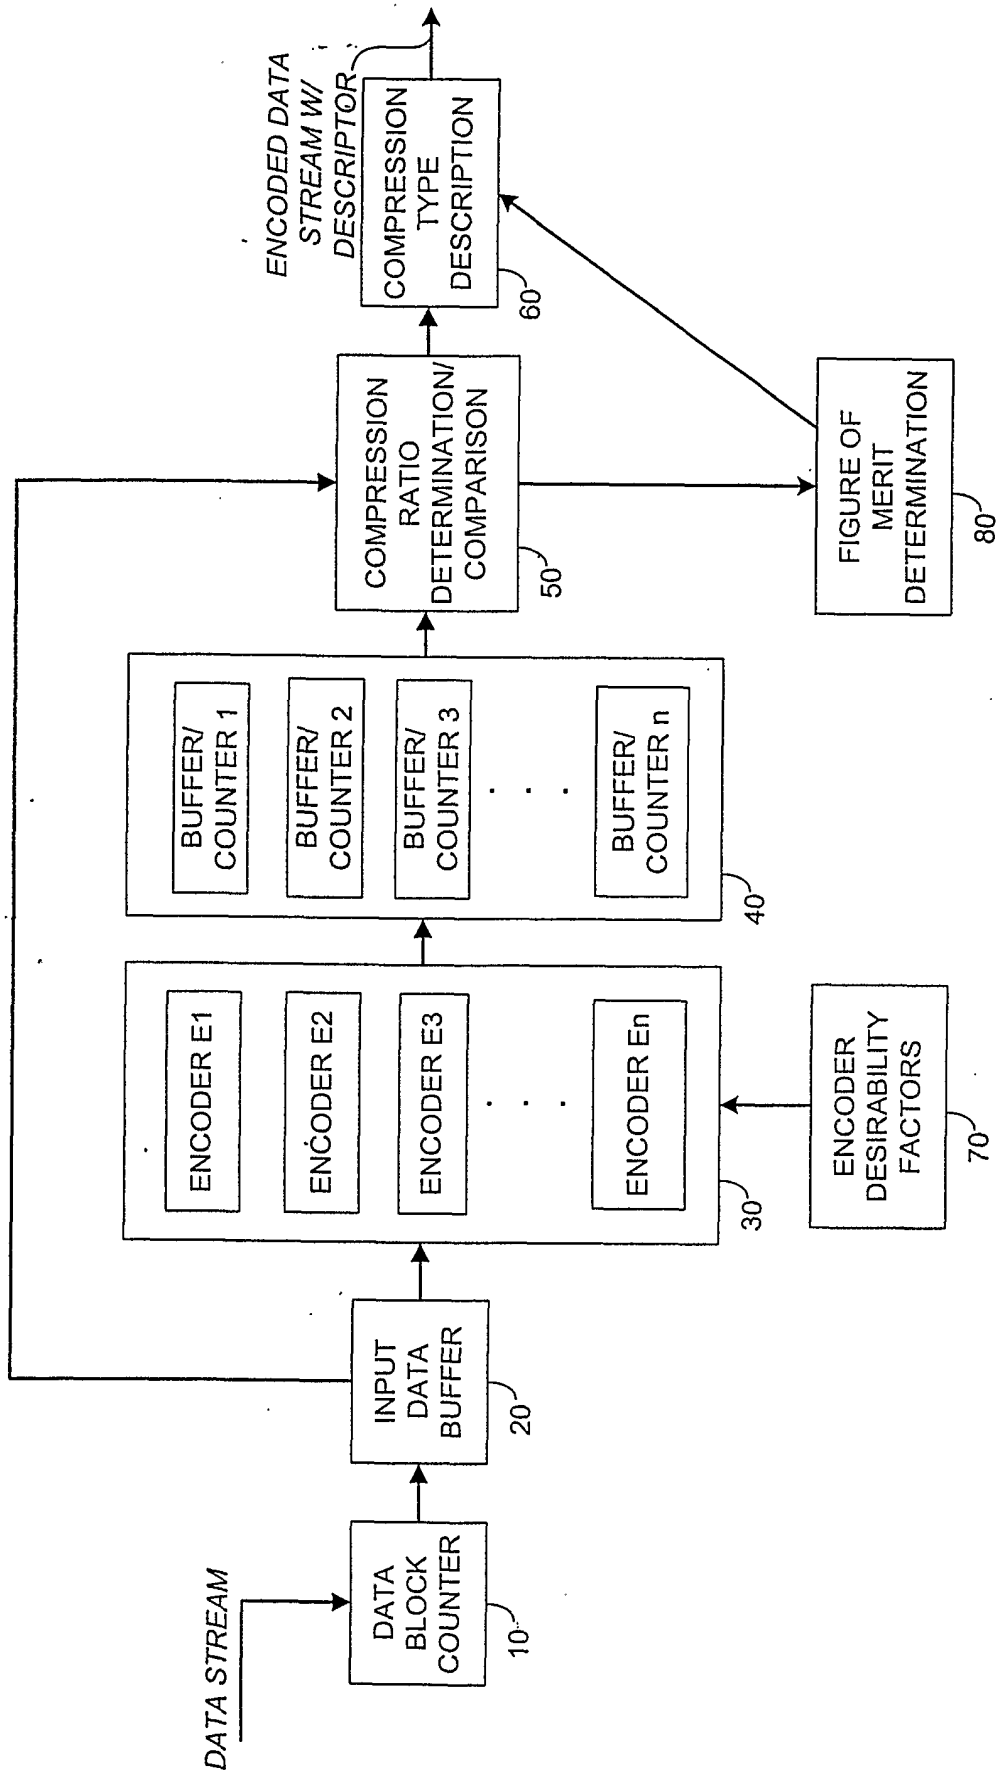 DATA STREAM
DATA
BLOCK
COUNTER
10
INPUT
DATA
BUFFER
20
ENCODER E1
ENCODER E2
ENCODER E3
. . .
ENCODER En
30
ENCODER
DESIRABILITY
FACTORS
70
BUFFER/
COUNTER 1
BUFFER/
COUNTER 2
BUFFER/
COUNTER 3
. . .
BUFFER/
COUNTER n
40
COMPRESSION
RATIO
DETERMINATION/
COMPARISON
50
FIGURE OF
MERIT
DETERMINATION
80
COMPRESSION
TYPE
DESCRIPTION
60
ENCODED DATA
STREAM W/
DESCRIPTOR